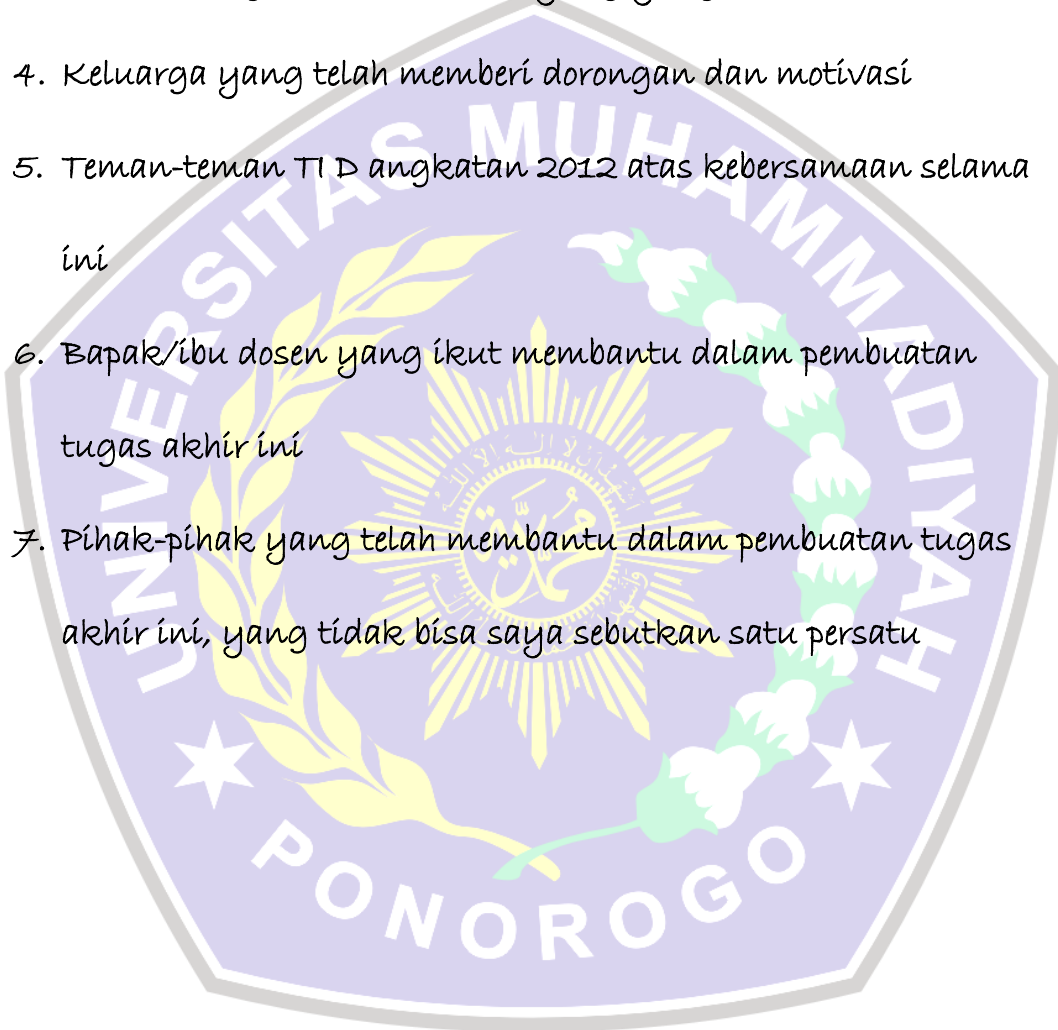 4. Keluarga yang telah memberi dorongan dan motivasi
5. Teman-teman TI D angkatan 2012 atas kebersamaan selama
ini
6. Bapak/ibu dosen yang ikut membantu dalam pembuatan
tugas akhir ini
7. Pihak-pihak yang telah membantu dalam pembuatan tugas
akhir ini, yang tidak bisa saya sebutkan satu persatu
UNIVERSITAS MUHAMMADIYAH
PONOROGO
محمد